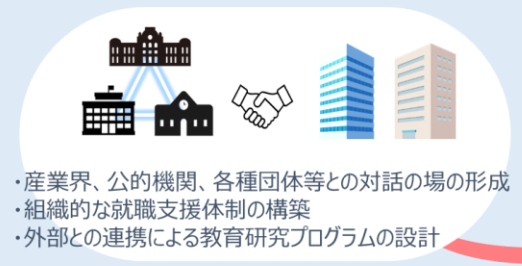 ・産業界、公的機関、各種団体等との対話の場の形成
・組織的な就職支援体制の構築
・外部との連携による教育研究プログラムの設計